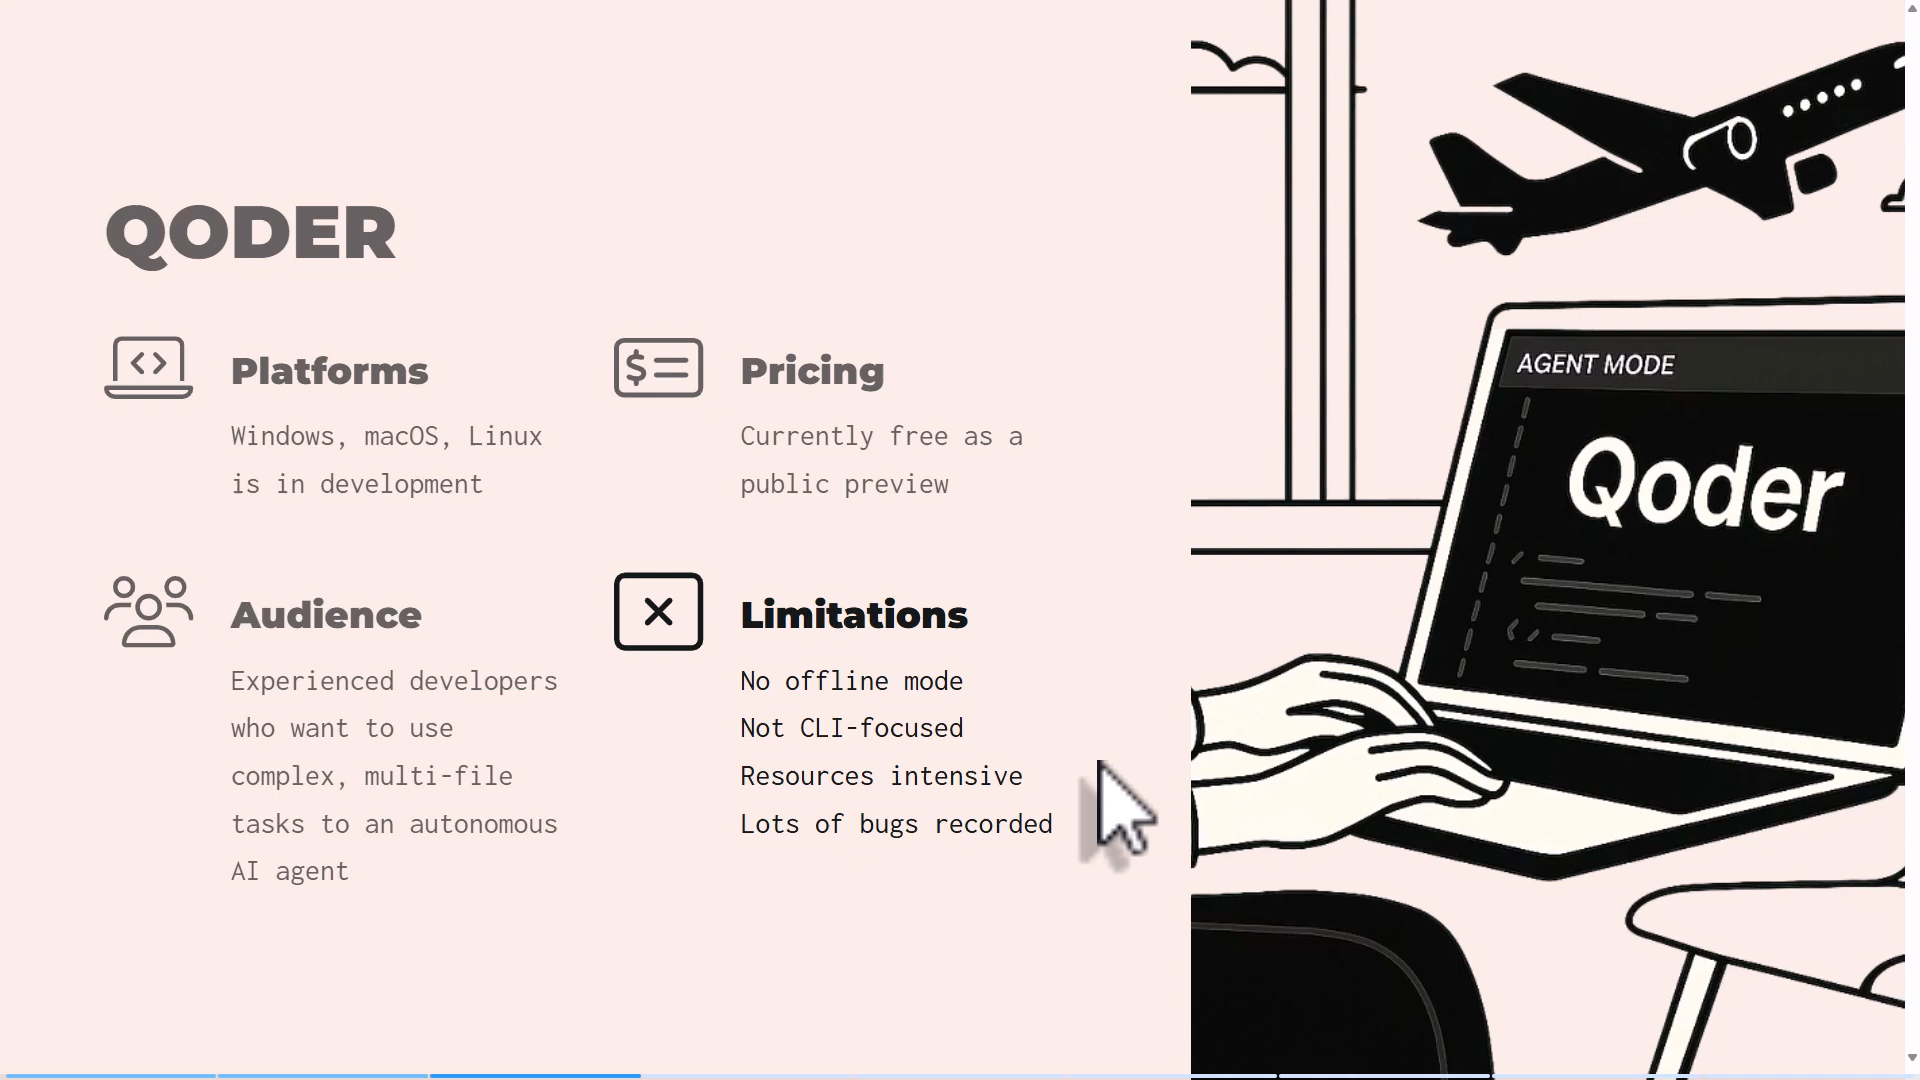 QODER
Platforms
Windows, macOS, Linux
is in development
Pricing
Currently free as a
public preview
Audience
Experienced developers
who want to use
complex, multi-file
tasks to an autonomous
AI agent
Limitations
No offline mode
Not CLI-focused
Resources intensive
Lots of bugs recorded
AGENT MODE
Qoder